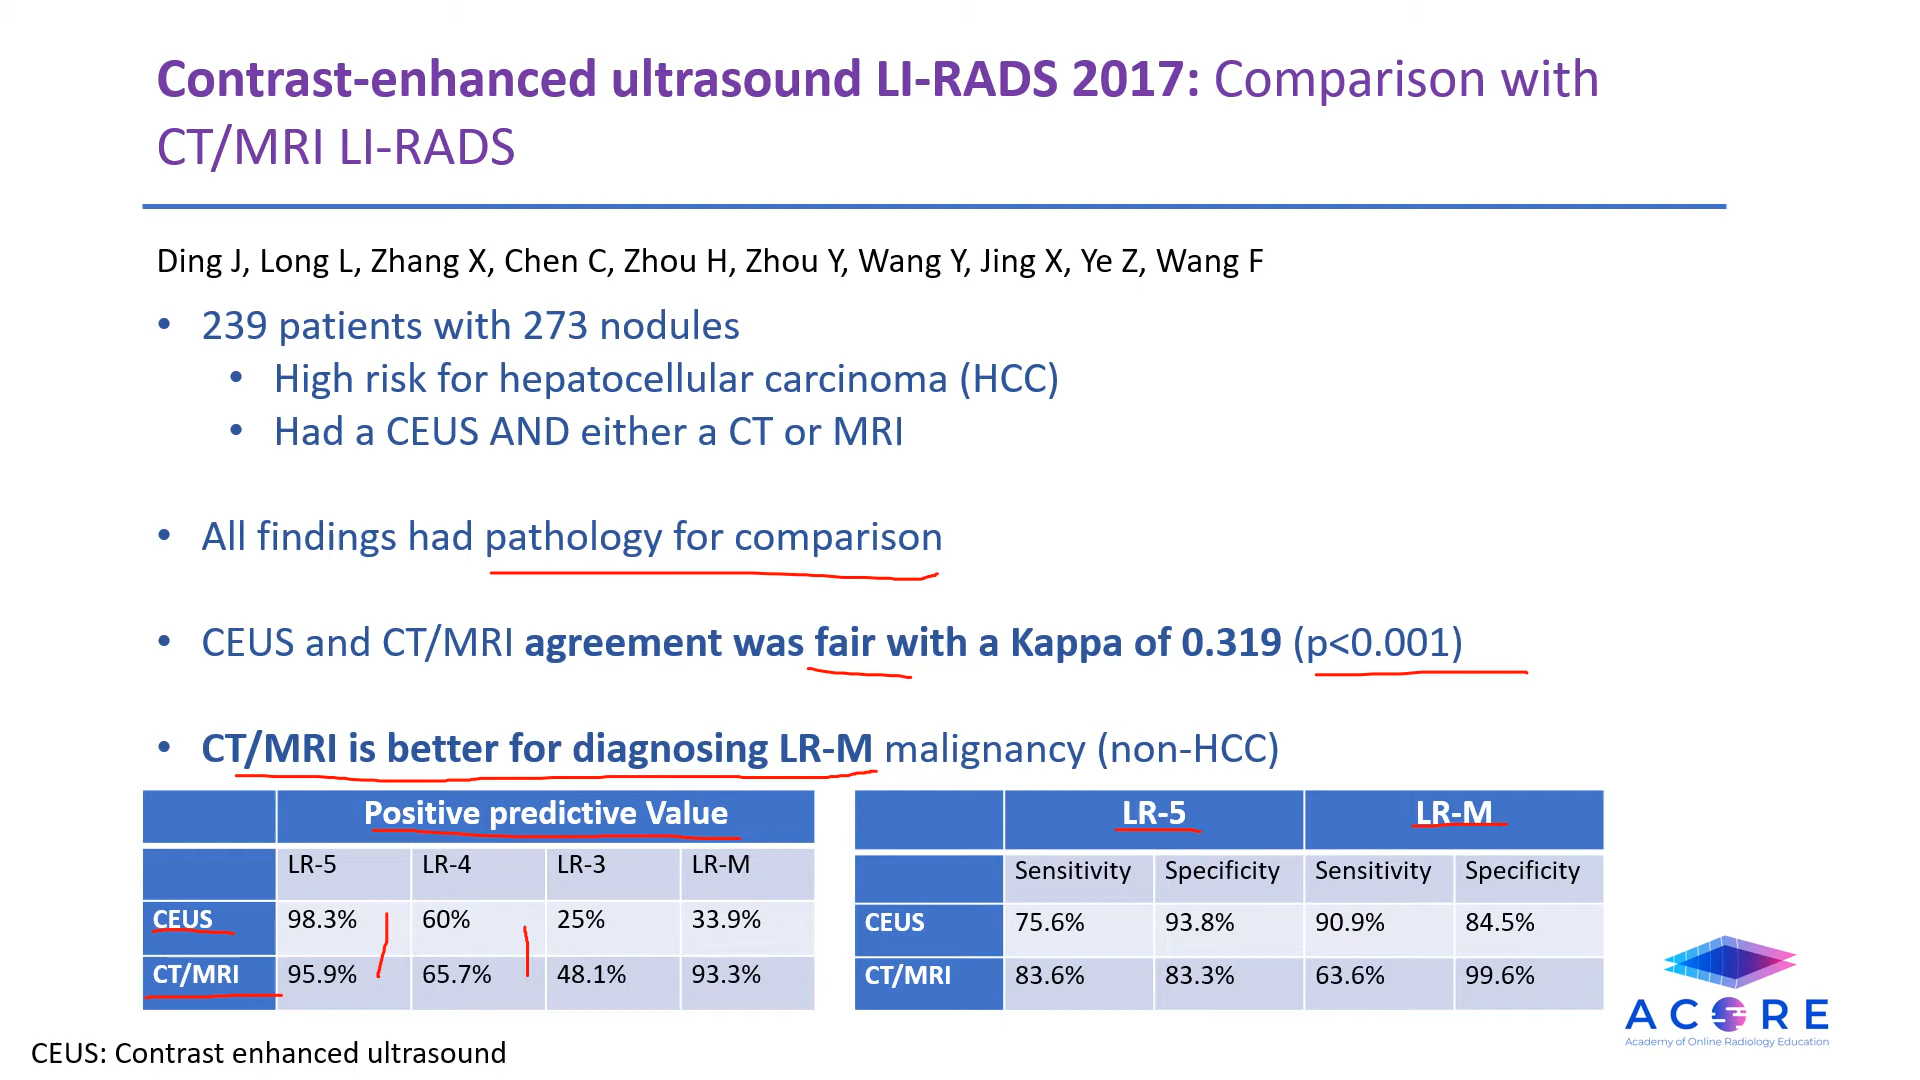 Contrast-enhanced ultrasound LI-RADS 2017: Comparison with
CT/MRI LI-RADS
Ding J, Long L, Zhang X, Chen C, Zhou H, Zhou Y, Wang Y, Jing X, Ye Z, Wang F
• 239 patients with 273 nodules
• High risk for hepatocellular carcinoma (HCC)
• Had a CEUS AND either a CT or MRI
• All findings had pathology for comparison
• CEUS and CT/MRI agreement was fair with a Kappa of 0.319 (p<0.001)
• CT/MRI is better for diagnosing LR-M malignancy (non-HCC)
Positive predictive Value
LR-5 LR-4 LR-3 LR-M
CEUS 98.3% 60% 25% 33.9%
CT/MRI 95.9% 65.7% 48.1% 93.3%
LR-5 LR-M
Sensitivity Specificity Sensitivity Specificity
CEUS 75.6% 93.8% 90.9% 84.5%
CT/MRI 83.6% 83.3% 63.6% 99.6%
ACORE
Academy of Online Radiology Education
CEUS: Contrast enhanced ultrasound